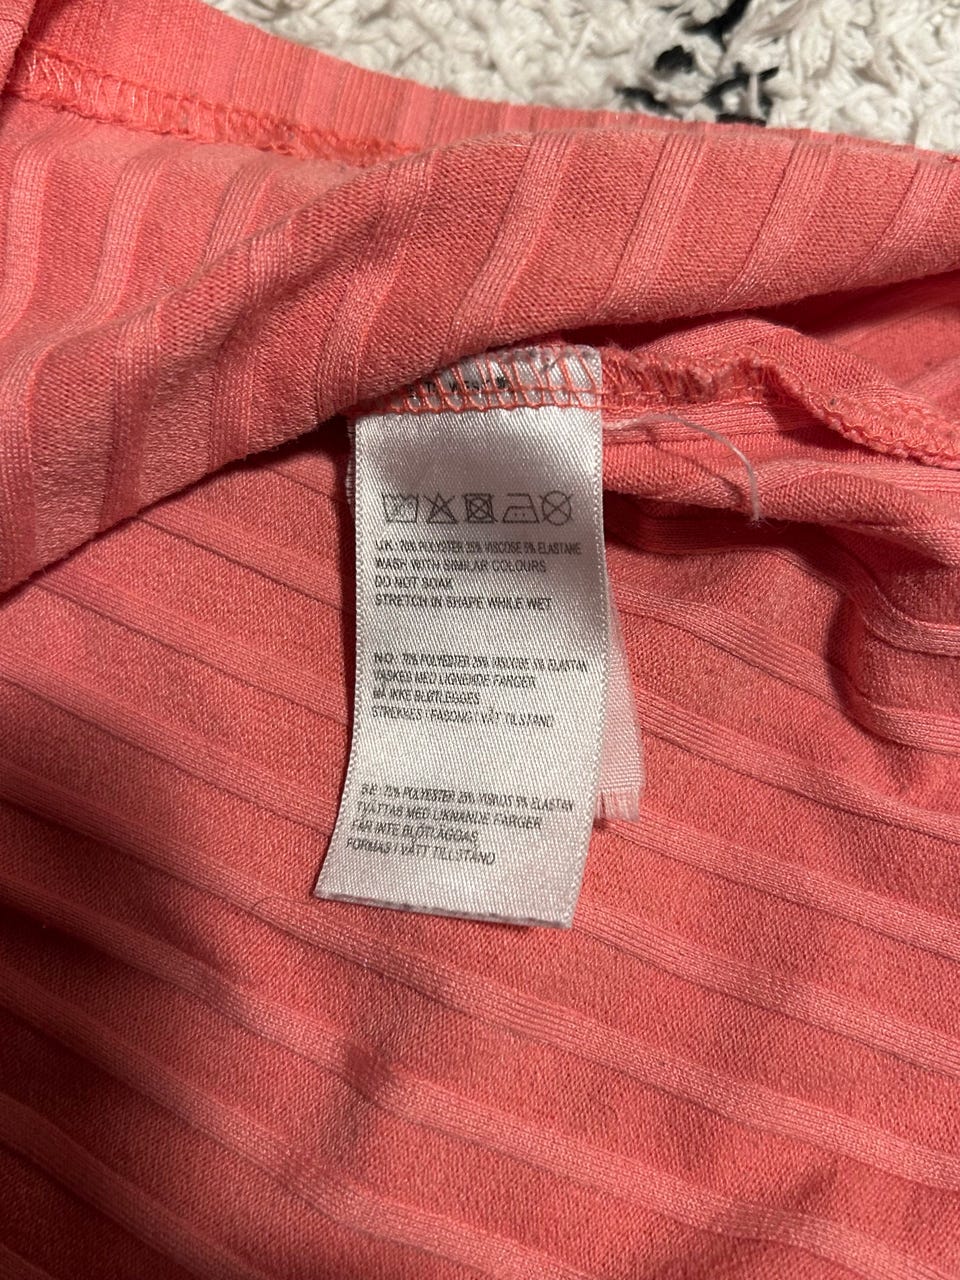 UK: 70% POLYESTER 25% VISCOSE 5% ELASTANE
WASH WITH SIMILAR COLOURS
DO NOT SOAK
STRETCH IN SHAPE WHILE WET
NO: 70% POLYESTER 25% VISCOSE 5% ELASTAN
VASKES MED LIGNENDE FARGER
MÅ IKKE BLØTLEGGES
STREKKES I FASONG I VÅT TILSTAND
SE: 70% POLYESTER 25% VISKOS 5% ELASTAN
TVÄTTAS MED LIKNANDE FÄRGER
FÅR INTE BLÖTLÄGGAS
FORMAS I VÅTT TILLSTÅND